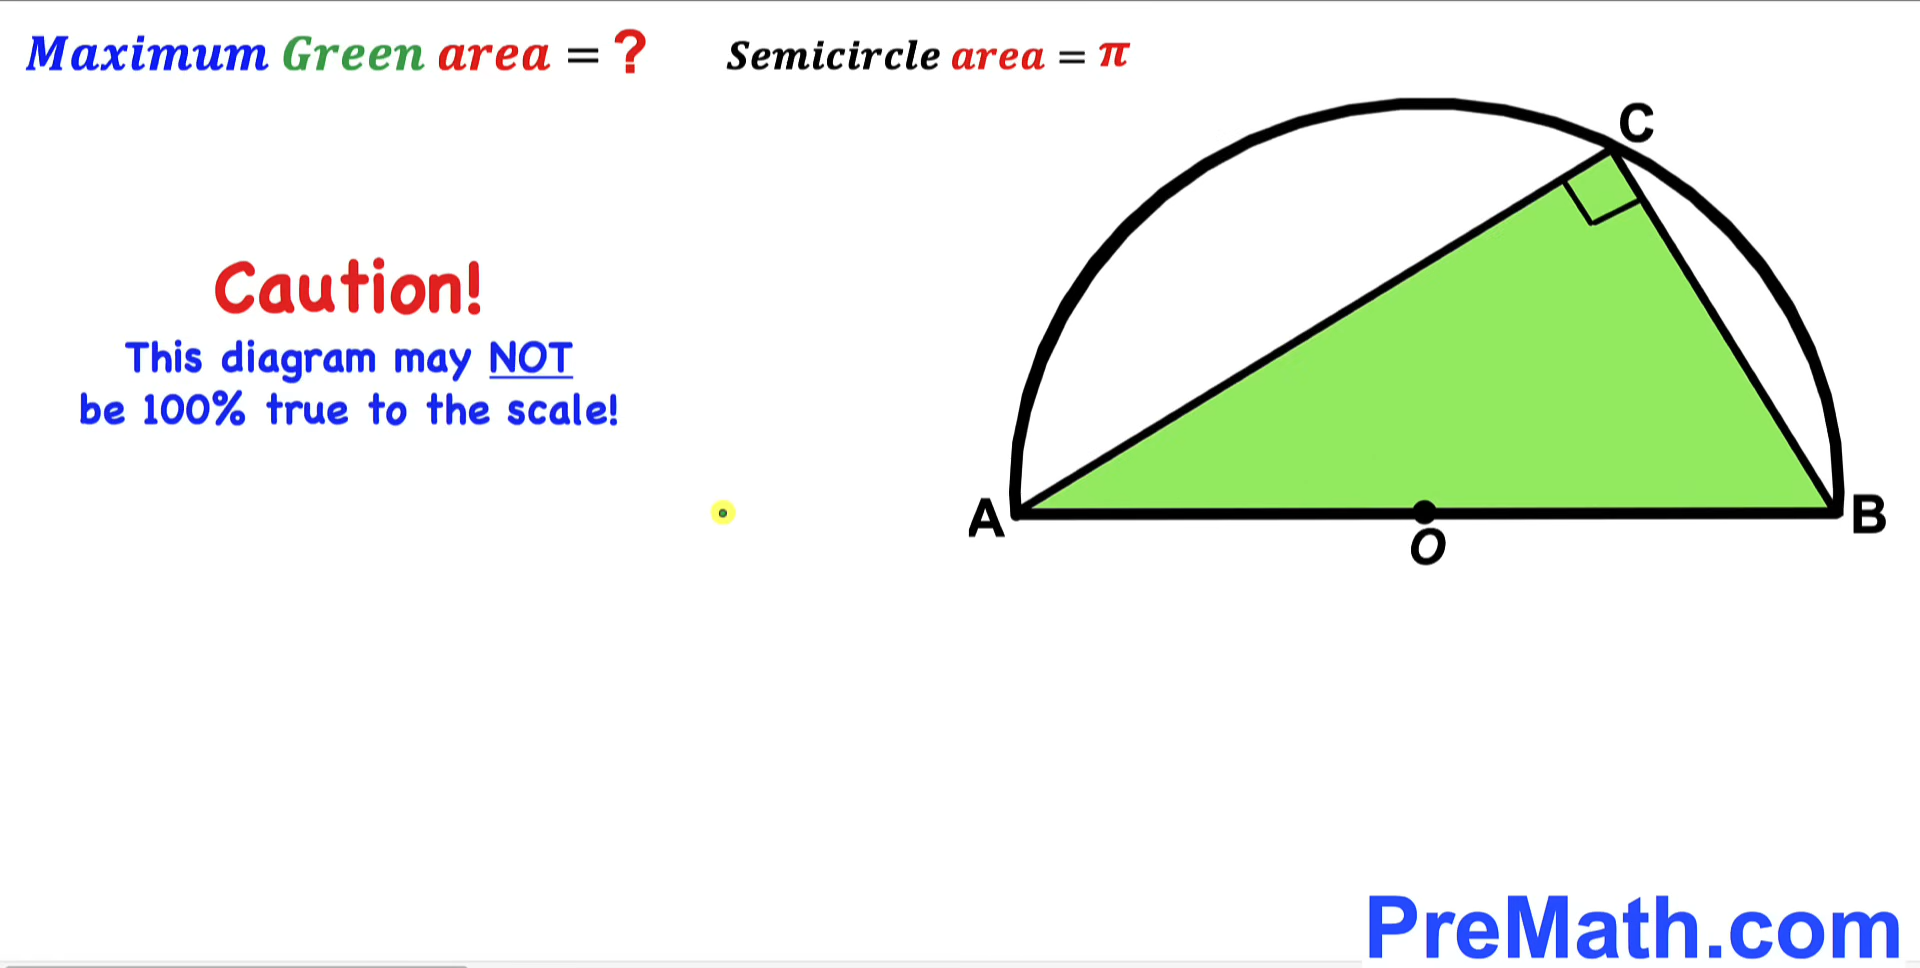 Maximum Green area = ? Semicircle area = π
C
Caution!
This diagram may NOT
be 100% true to the scale!
A
B
O
PreMath.com